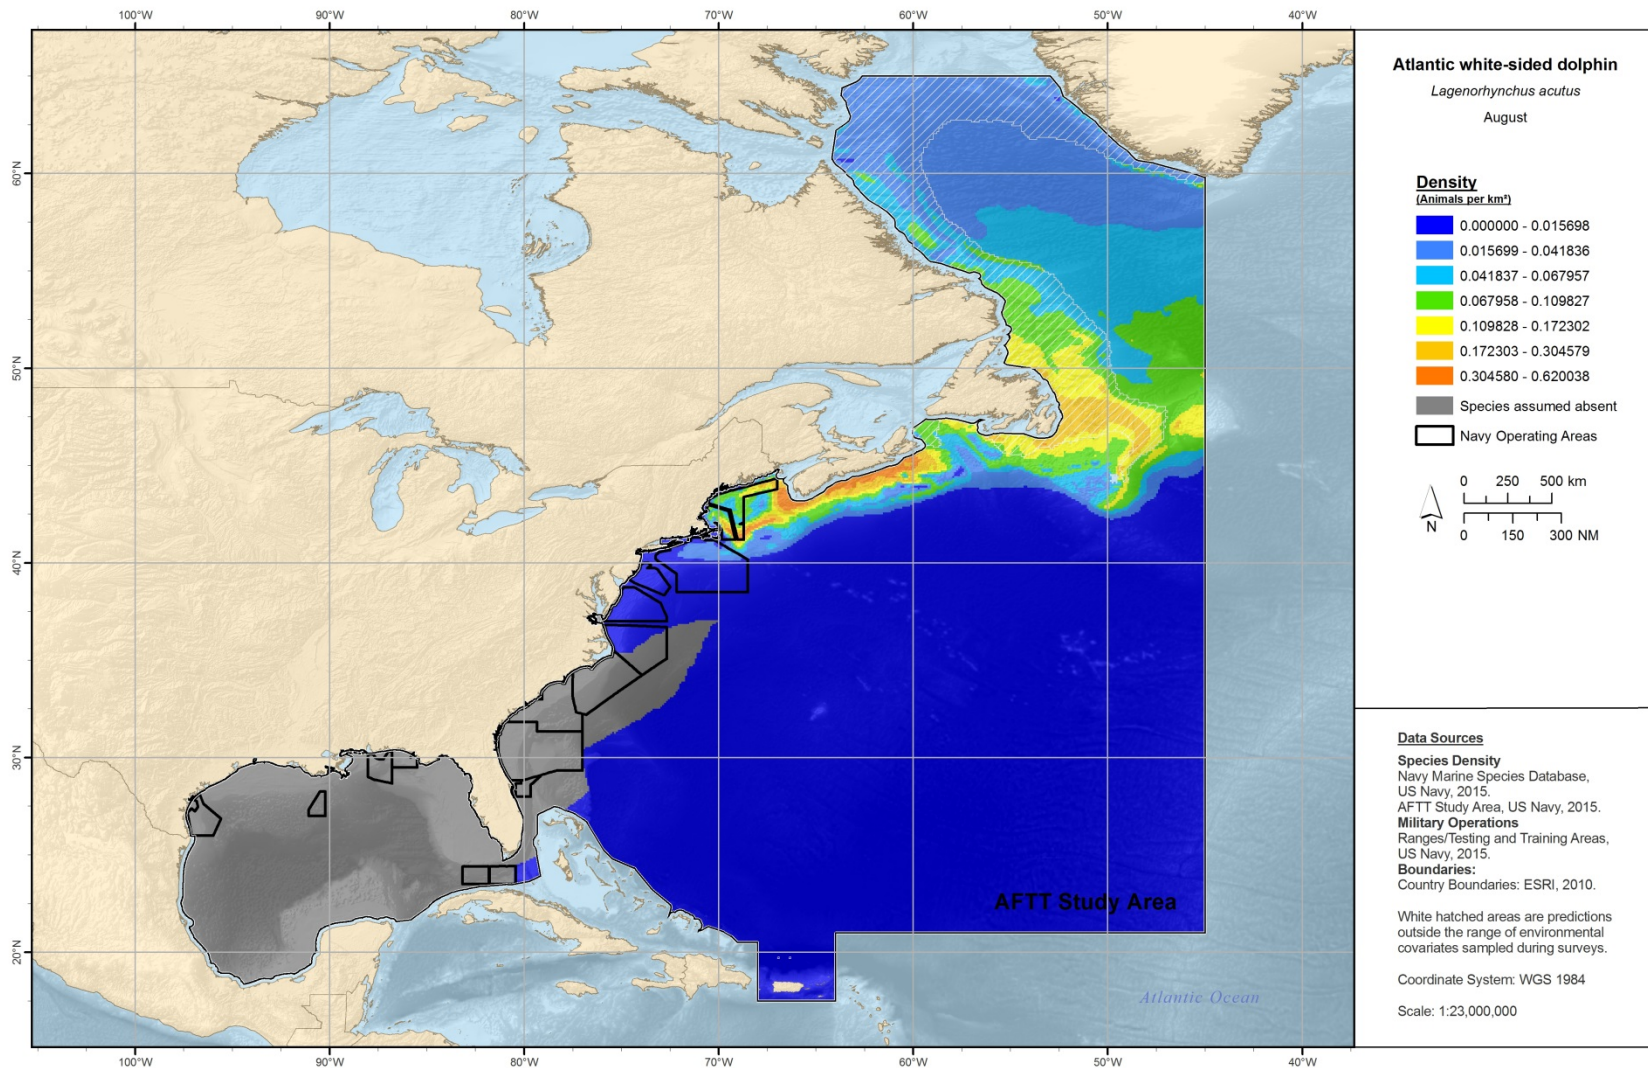 100°W 90°W 80°W 70°W 60°W 50°W 40°W
60°N
50°N
40°N
30°N
20°N
60°N
50°N
40°N
30°N
20°N
AFTT Study Area
Atlantic Ocean
100°W 90°W 80°W 70°W 60°W 50°W 40°W
Atlantic white-sided dolphin
Lagenorhynchus acutus
August
Density
(Animals per km²)
0.000000 - 0.015698
0.015699 - 0.041836
0.041837 - 0.067957
0.067958 - 0.109827
0.109828 - 0.172302
0.172303 - 0.304579
0.304580 - 0.620038
Species assumed absent
Navy Operating Areas
N
0 250 500 km
0 150 300 NM
Data Sources
Species Density
Navy Marine Species Database,
US Navy, 2015.
AFTT Study Area, US Navy, 2015.
Military Operations
Ranges/Testing and Training Areas,
US Navy, 2015.
Boundaries:
Country Boundaries: ESRI, 2010.
White hatched areas are predictions
outside the range of environmental
covariates sampled during surveys.
Coordinate System: WGS 1984
Scale: 1:23,000,000